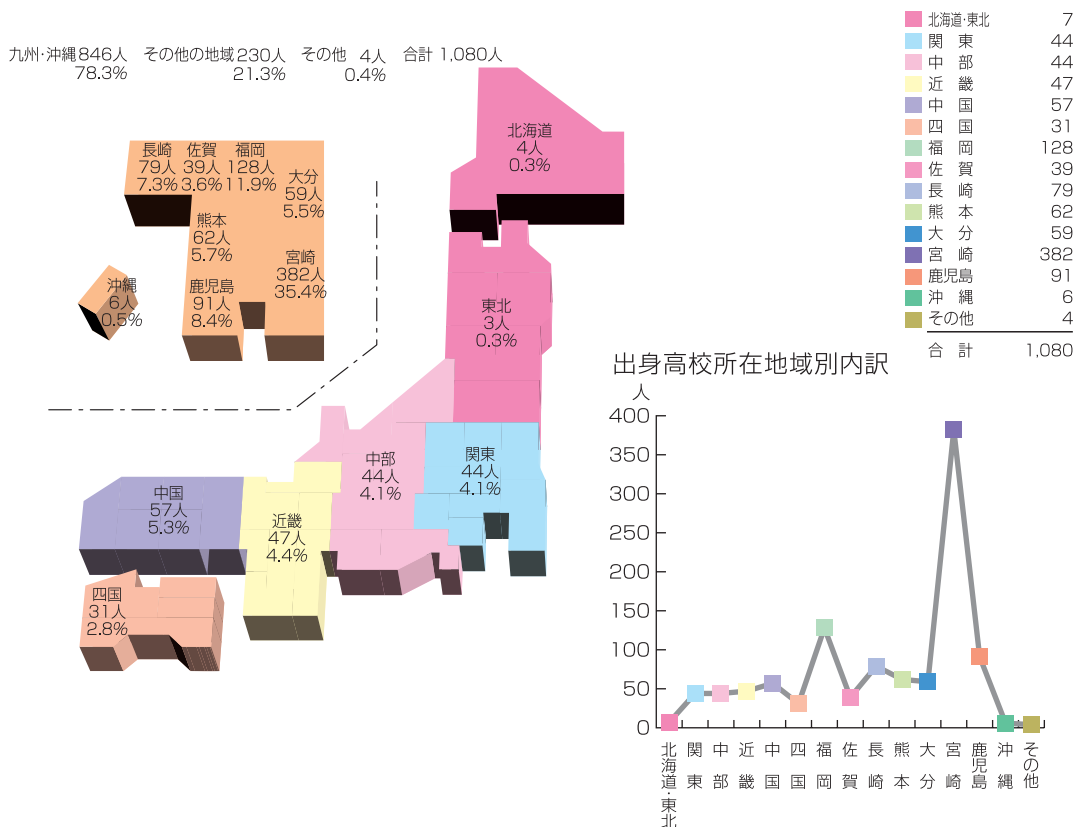 九州・沖縄 846人 その他の地域 230人 その他 4人 合計 1,080人
78.3% 21.3% 0.4%
北海道
4人
0.3%
長崎
79人
7.3%
佐賀
39人
3.6%
福岡
128人
11.9%
大分
59人
5.5%
熊本
62人
5.7%
宮崎
382人
35.4%
鹿児島
91人
8.4%
沖縄
6人
0.5%
東北
3人
0.3%
関東
44人
4.1%
中部
44人
4.1%
近畿
47人
4.4%
中国
57人
5.3%
四国
31人
2.8%
北海道・東北 7
関東 44
中部 44
近畿 47
中国 57
四国 31
福岡 128
佐賀 39
長崎 79
熊本 62
大分 59
宮崎 382
鹿児島 91
沖縄 6
その他 4
合計 1,080
出身高校所在地域別内訳
人
400
350
300
250
200
150
100
50
0
北海道・東北
関東
中部
近畿
中国
四国
福岡
佐賀
長崎
熊本
大分
宮崎
鹿児島
沖縄
その他